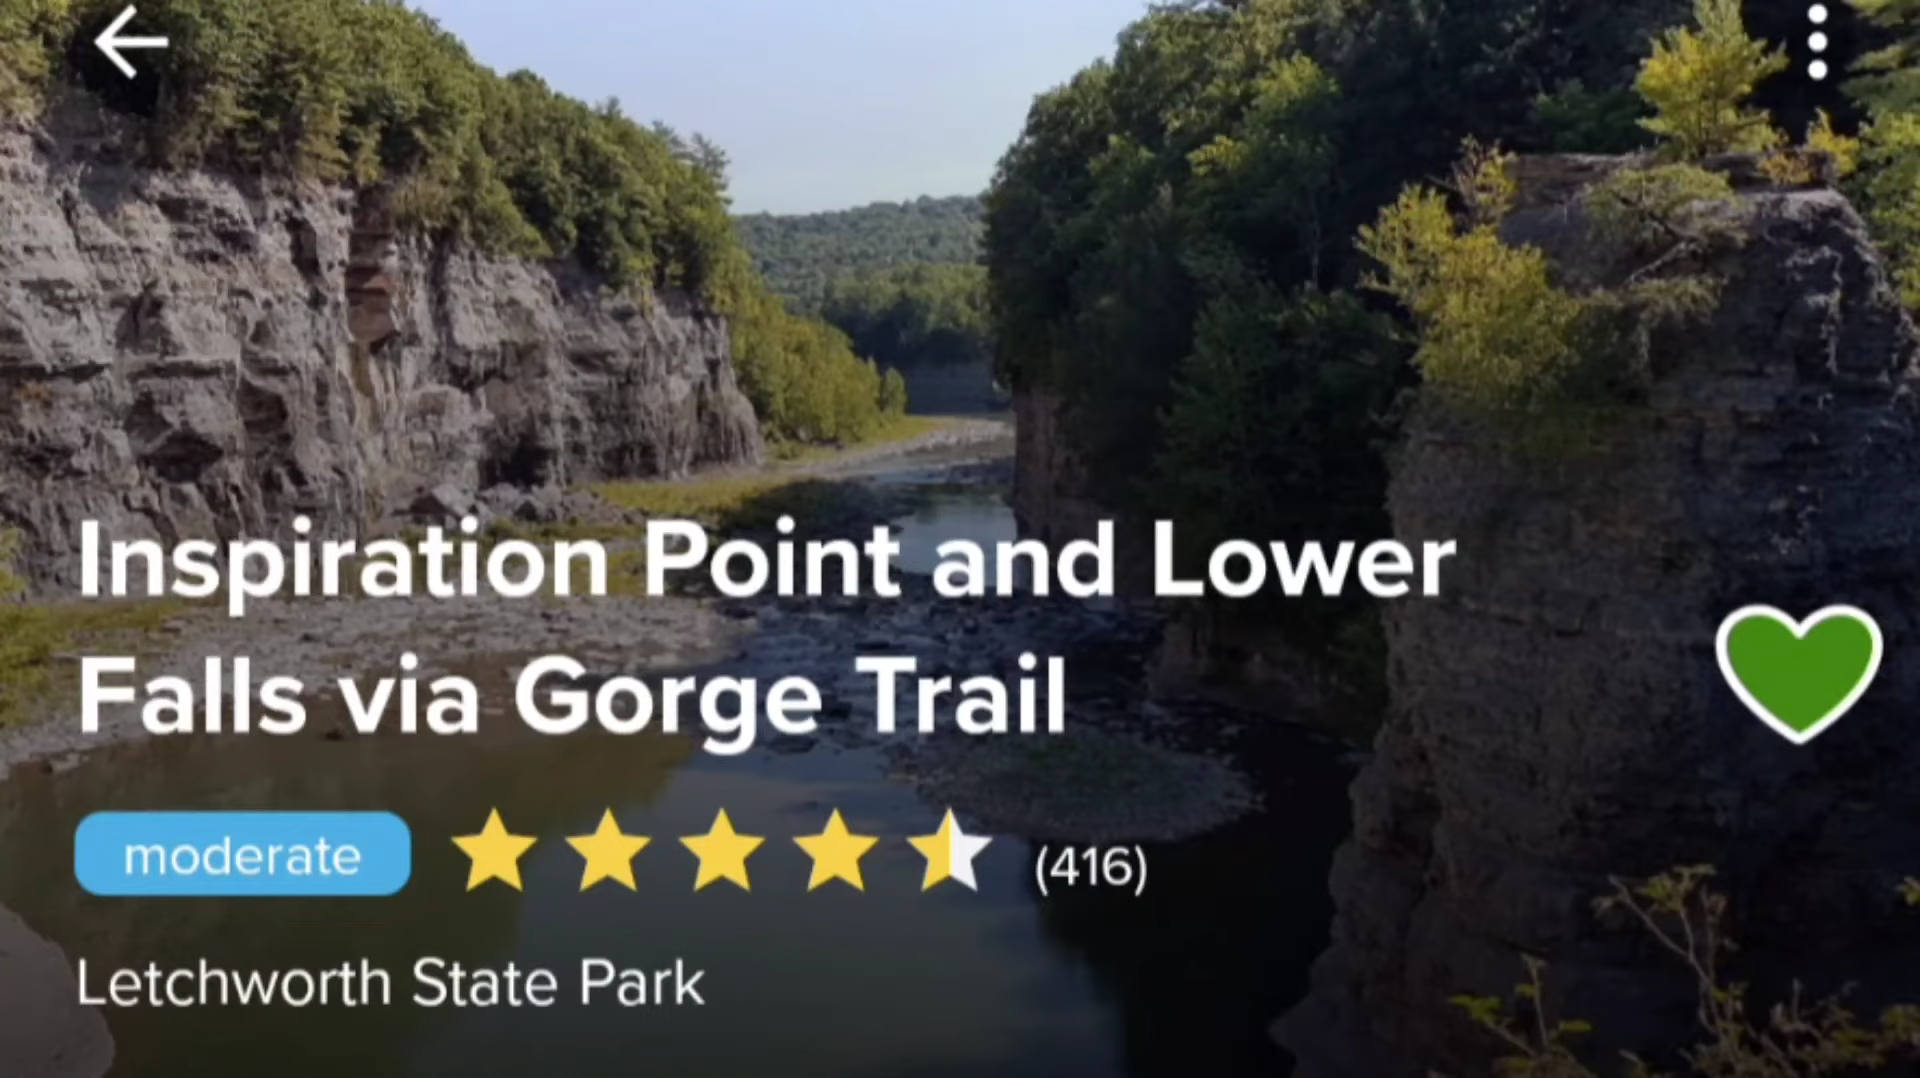 Inspiration Point and Lower
Falls via Gorge Trail
moderate
(416)
Letchworth State Park